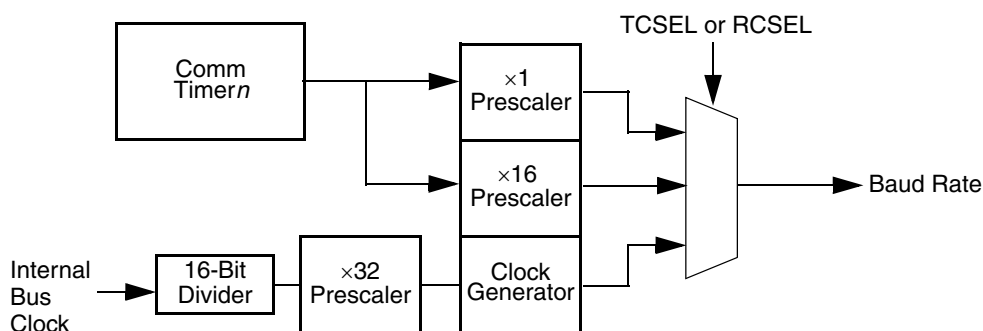 TCSEL or RCSEL
Comm
Timern
×1
Prescaler
×16
Prescaler
Baud Rate
Internal
Bus
Clock
16-Bit
Divider
×32
Prescaler
Clock
Generator